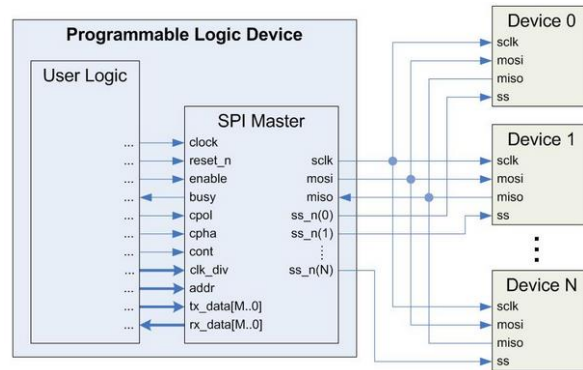 Programmable Logic Device
User Logic
...
...
...
...
...
...
...
...
...
...
...
SPI Master
clock
reset_n
enable
busy
cpol
cpha
cont
clk_div
addr
tx_data[M..0]
rx_data[M..0]
sclk
mosi
miso
ss_n(0)
ss_n(1)
ss_n(N)
Device 0
sclk
mosi
miso
ss
Device 1
sclk
mosi
miso
ss
Device N
sclk
mosi
miso
ss